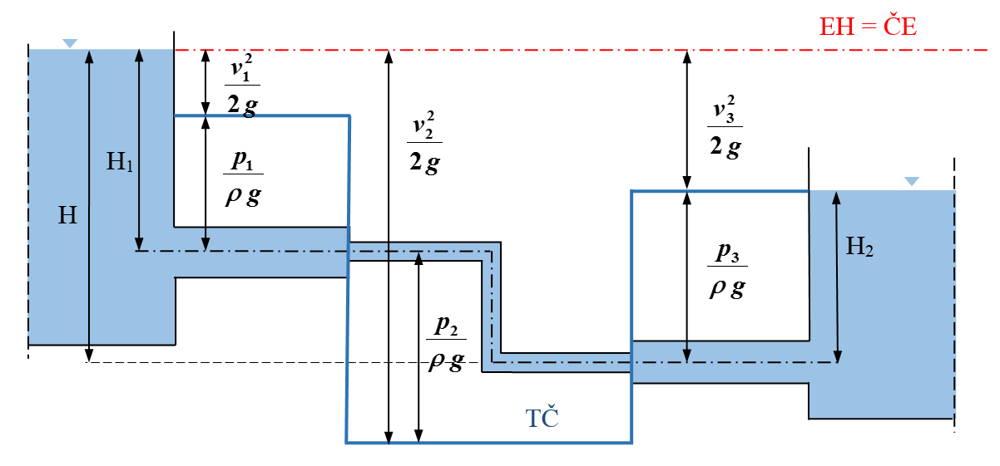 EH = ČE
v₁²
2 g
v₂²
2 g
v₃²
2 g
H₁
p₁
ρ g
H
H₂
p₃
ρ g
p₂
ρ g
TČ